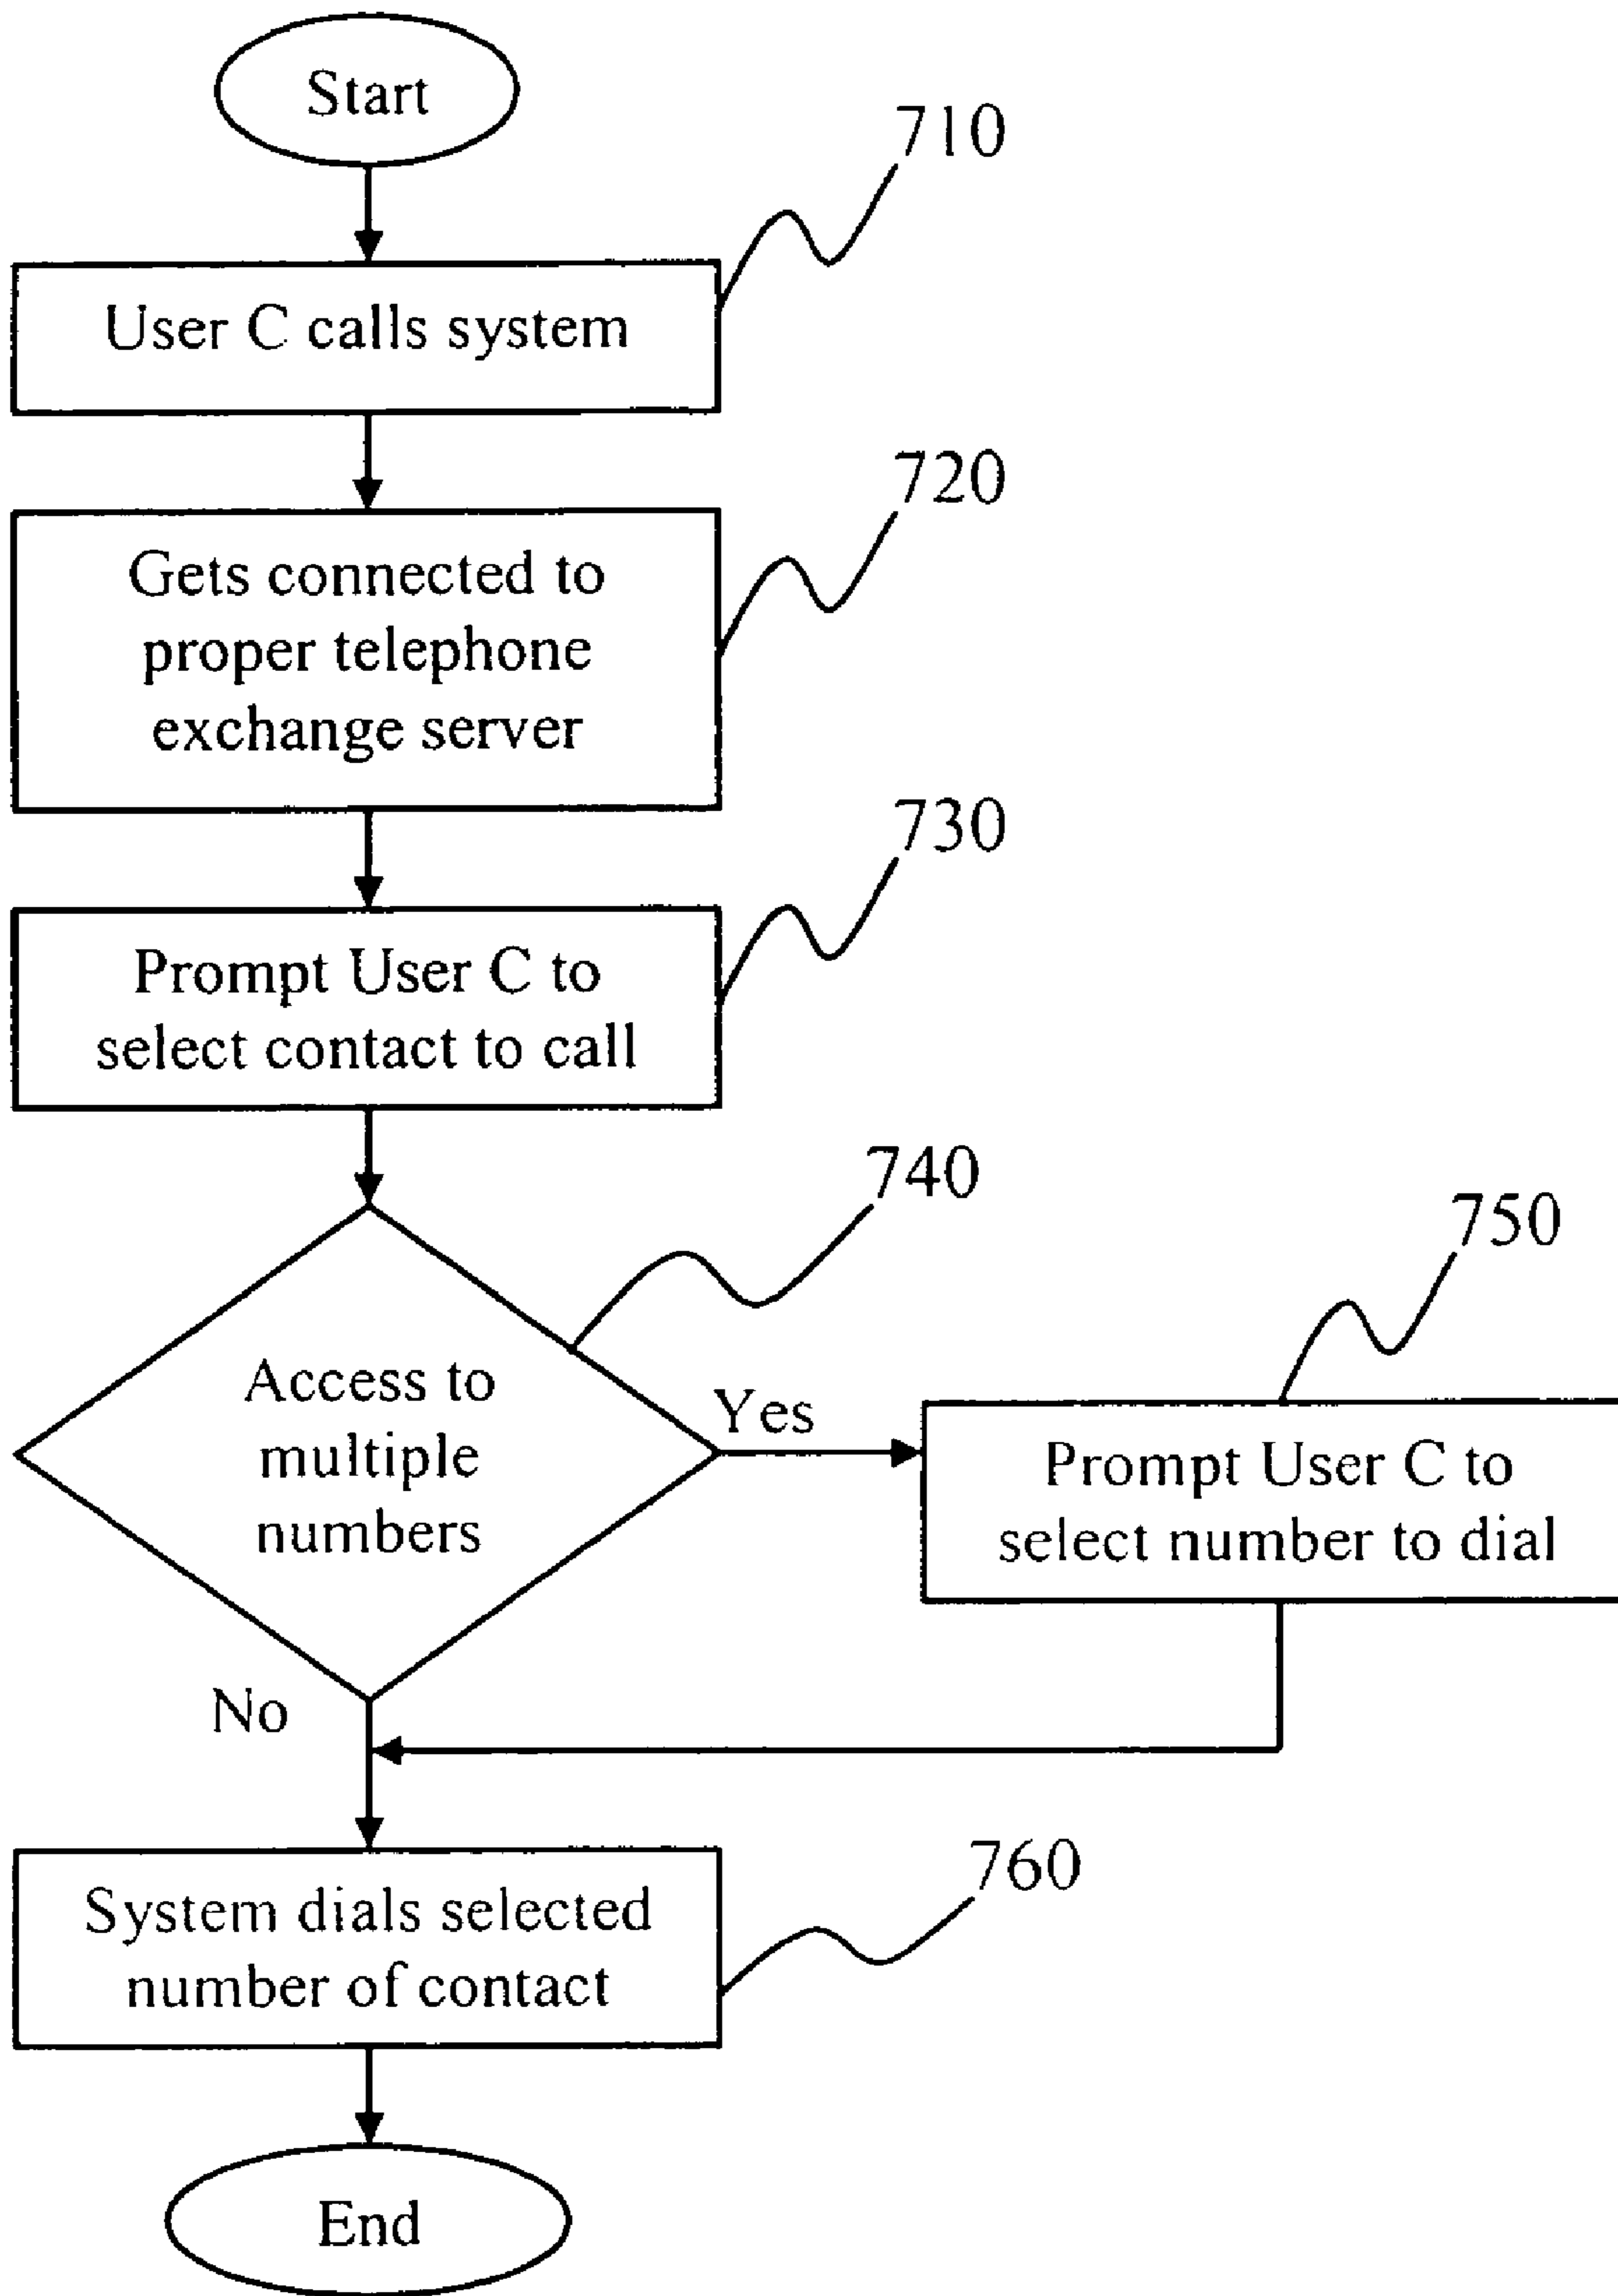 Start
710
User C calls system
720
Gets connected to
proper telephone
exchange server
730
Prompt User C to
select contact to call
740
Access to
multiple
numbers
Yes
750
Prompt User C to
select number to dial
No
760
System dials selected
number of contact
End